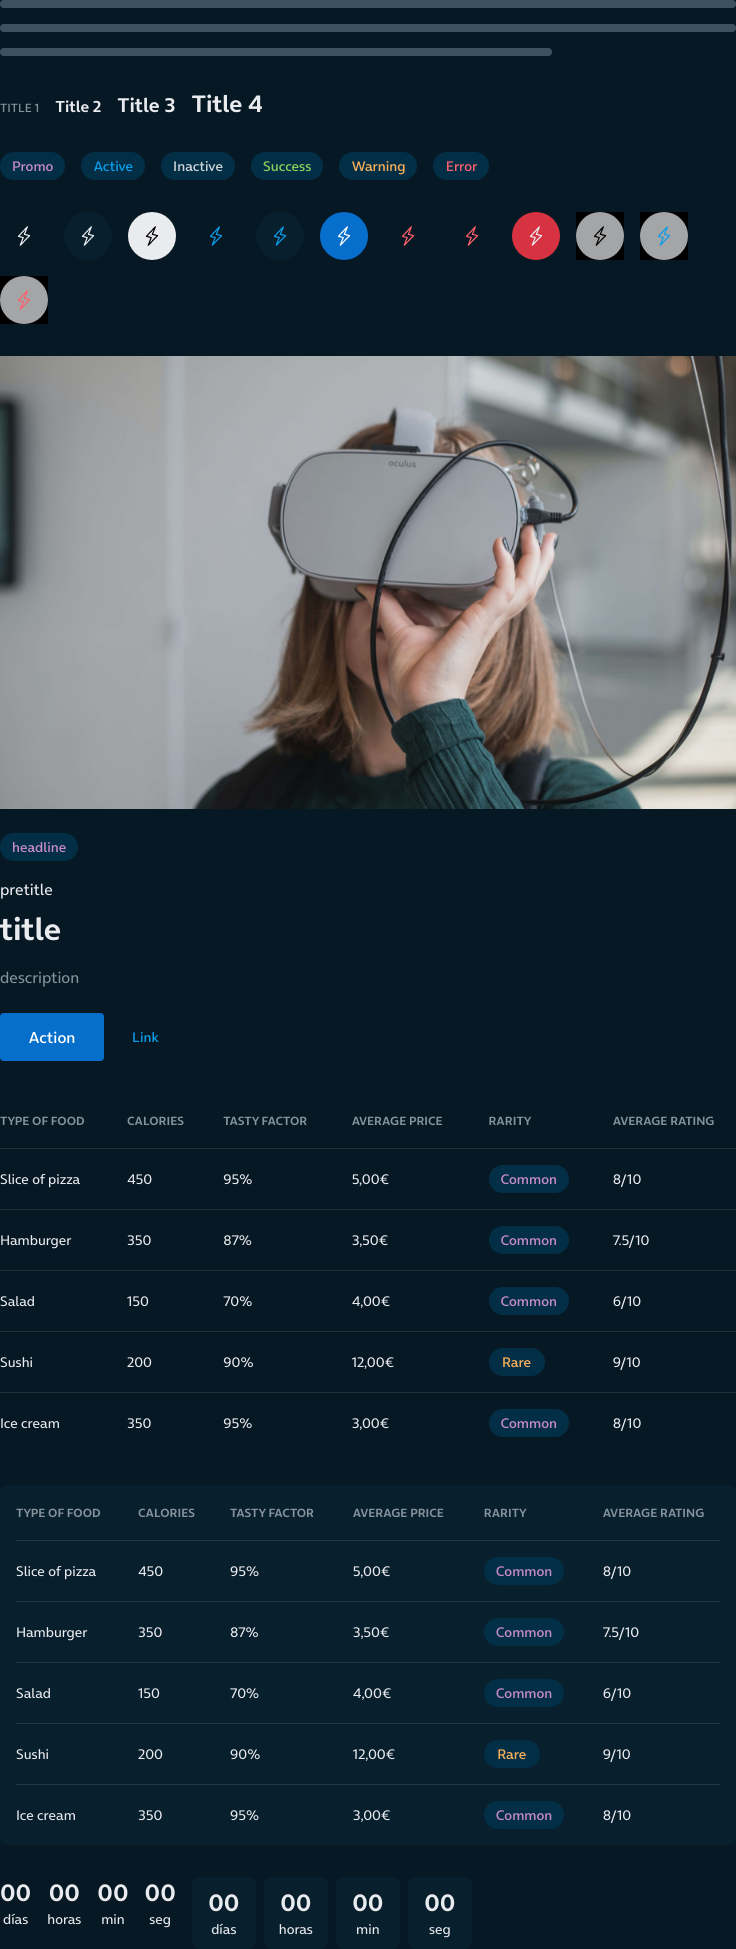 TITLE 1 Title 2 Title 3 Title 4
Promo Active Inactive Success Warning Error
oculus
headline
pretitle
title
description
Action Link
TYPE OF FOOD CALORIES TASTY FACTOR AVERAGE PRICE RARITY AVERAGE RATING
Slice of pizza 450 95% 5,00€ Common 8/10
Hamburger 350 87% 3,50€ Common 7.5/10
Salad 150 70% 4,00€ Common 6/10
Sushi 200 90% 12,00€ Rare 9/10
Ice cream 350 95% 3,00€ Common 8/10
TYPE OF FOOD CALORIES TASTY FACTOR AVERAGE PRICE RARITY AVERAGE RATING
Slice of pizza 450 95% 5,00€ Common 8/10
Hamburger 350 87% 3,50€ Common 7.5/10
Salad 150 70% 4,00€ Common 6/10
Sushi 200 90% 12,00€ Rare 9/10
Ice cream 350 95% 3,00€ Common 8/10
00 00 00 00 00 00 00 00
días horas min seg días horas min seg